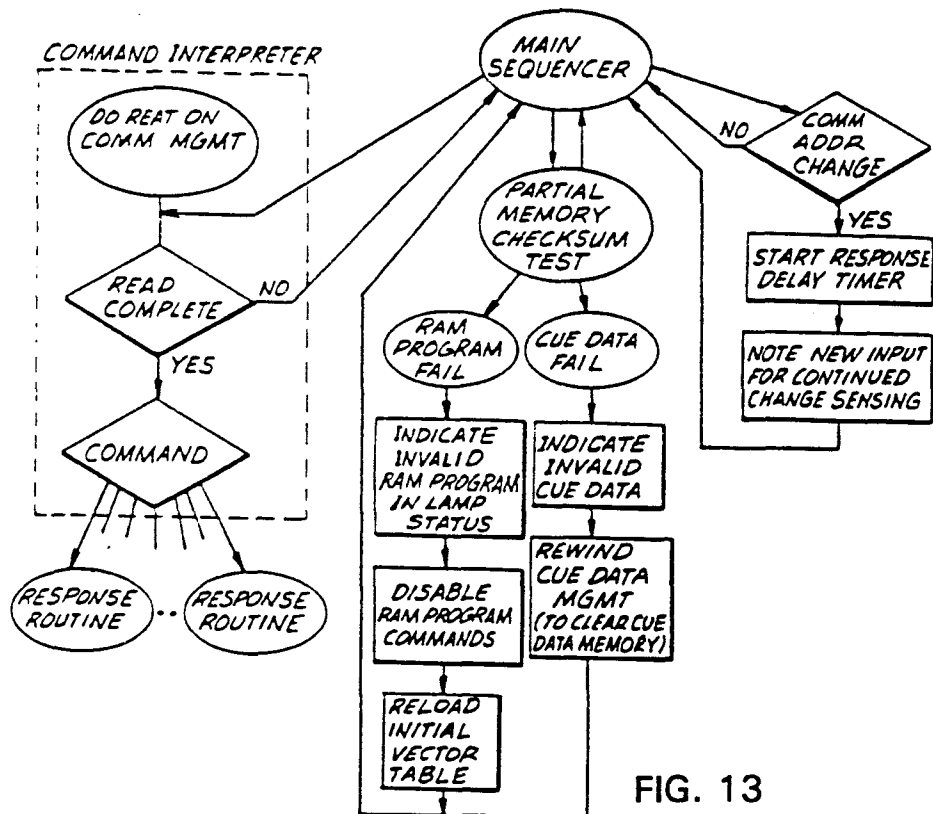 COMMAND INTERPRETER
DO REAT ON
COMM MGMT
READ
COMPLETE
NO
YES
COMMAND
RESPONSE
ROUTINE
..
RESPONSE
ROUTINE
MAIN
SEQUENCER
PARTIAL
MEMORY
CHECKSUM
TEST
RAM
PROGRAM
FAIL
INDICATE
INVALID
RAM PROGRAM
IN LAMP
STATUS
DISABLE
RAM PROGRAM
COMMANDS
RELOAD
INITIAL
VECTOR
TABLE
CUE DATA
FAIL
INDICATE
INVALID
CUE DATA
REWIND
CUE DATA
MGMT
(TO CLEAR CUE
DATA MEMORY)
NO
COMM
ADDR
CHANGE
YES
START RESPONSE
DELAY TIMER
NOTE NEW INPUT
FOR CONTINUED
CHANGE SENSING
FIG. 13